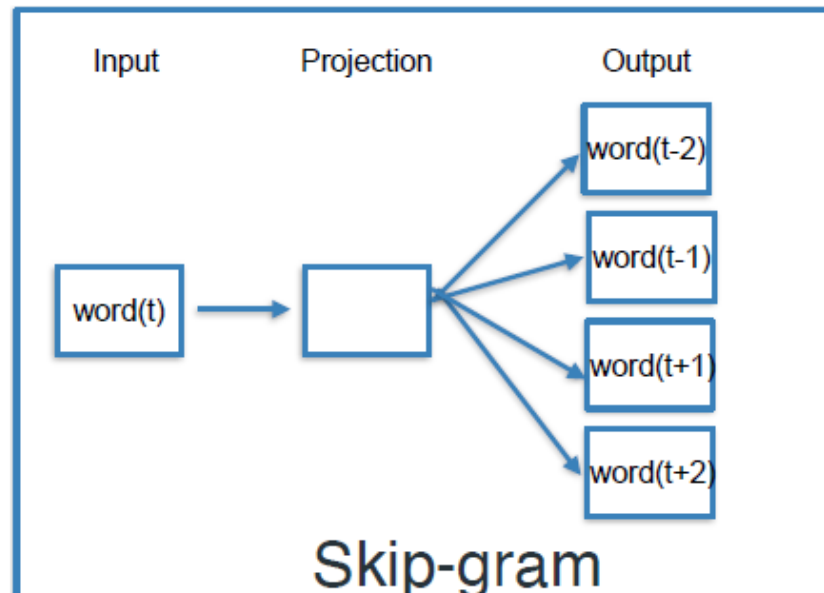 Input Projection Output
word(t-2)
word(t-1)
word(t)
word(t+1)
word(t+2)
Skip-gram